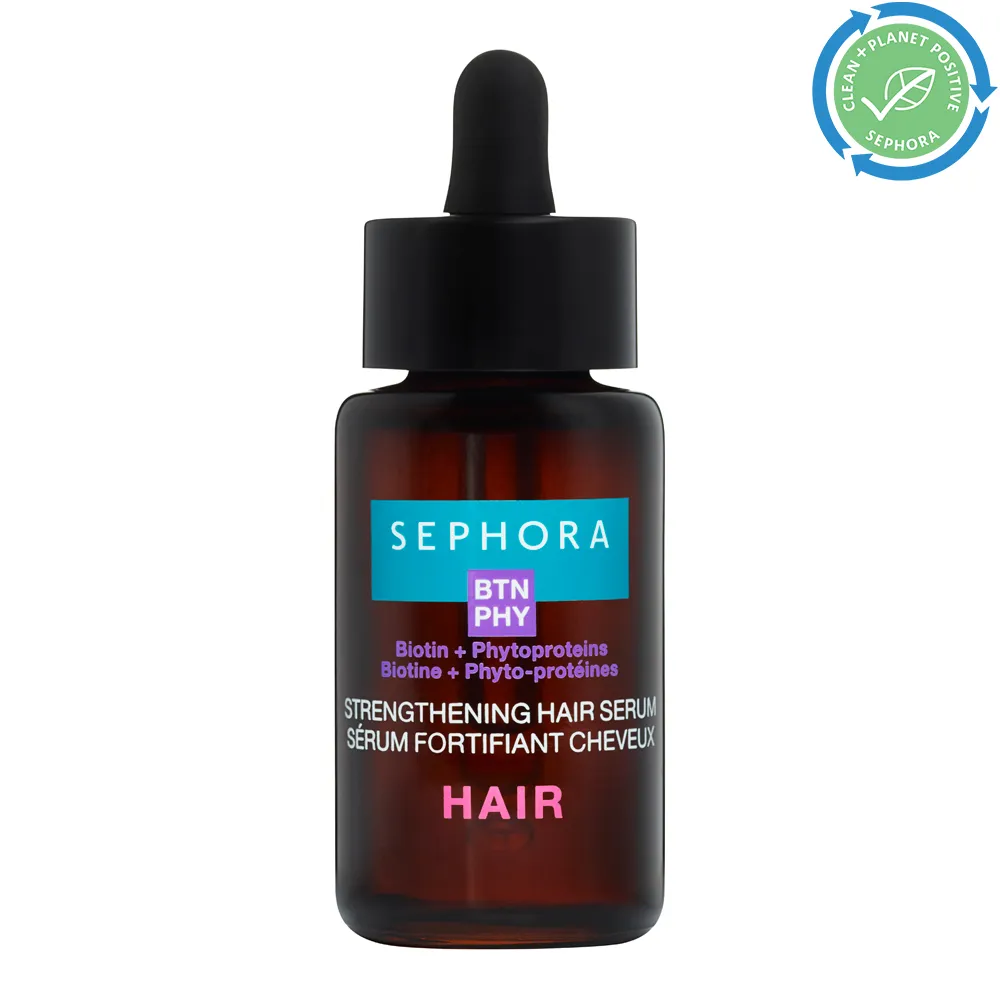 CLEAN + PLANET POSITIVE
SEPHORA
SEPHORA
BTN
PHY
Biotin + Phytoproteins
Biotine + Phyto-protéines
STRENGTHENING HAIR SERUM
SÉRUM FORTIFIANT CHEVEUX
HAIR